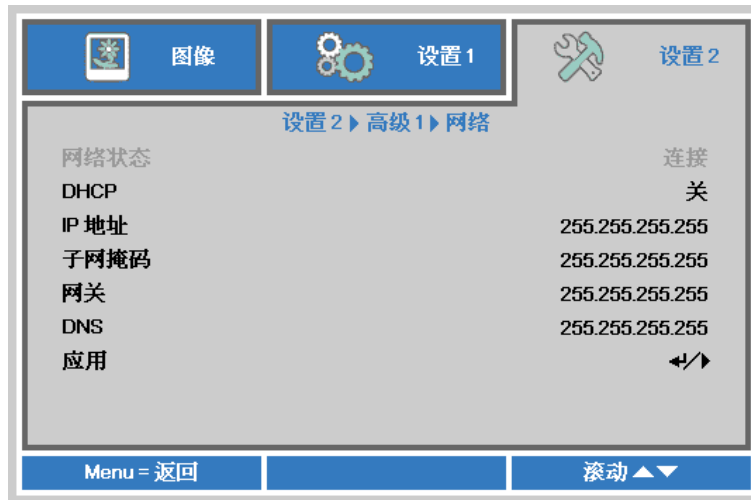 图像 设置1 设置2
设置2▶高级1▶网络
网络状态 连接
DHCP 关
IP 地址 255.255.255.255
子网掩码 255.255.255.255
网关 255.255.255.255
DNS 255.255.255.255
应用 ↵/▶
Menu = 返回 滚动▲▼